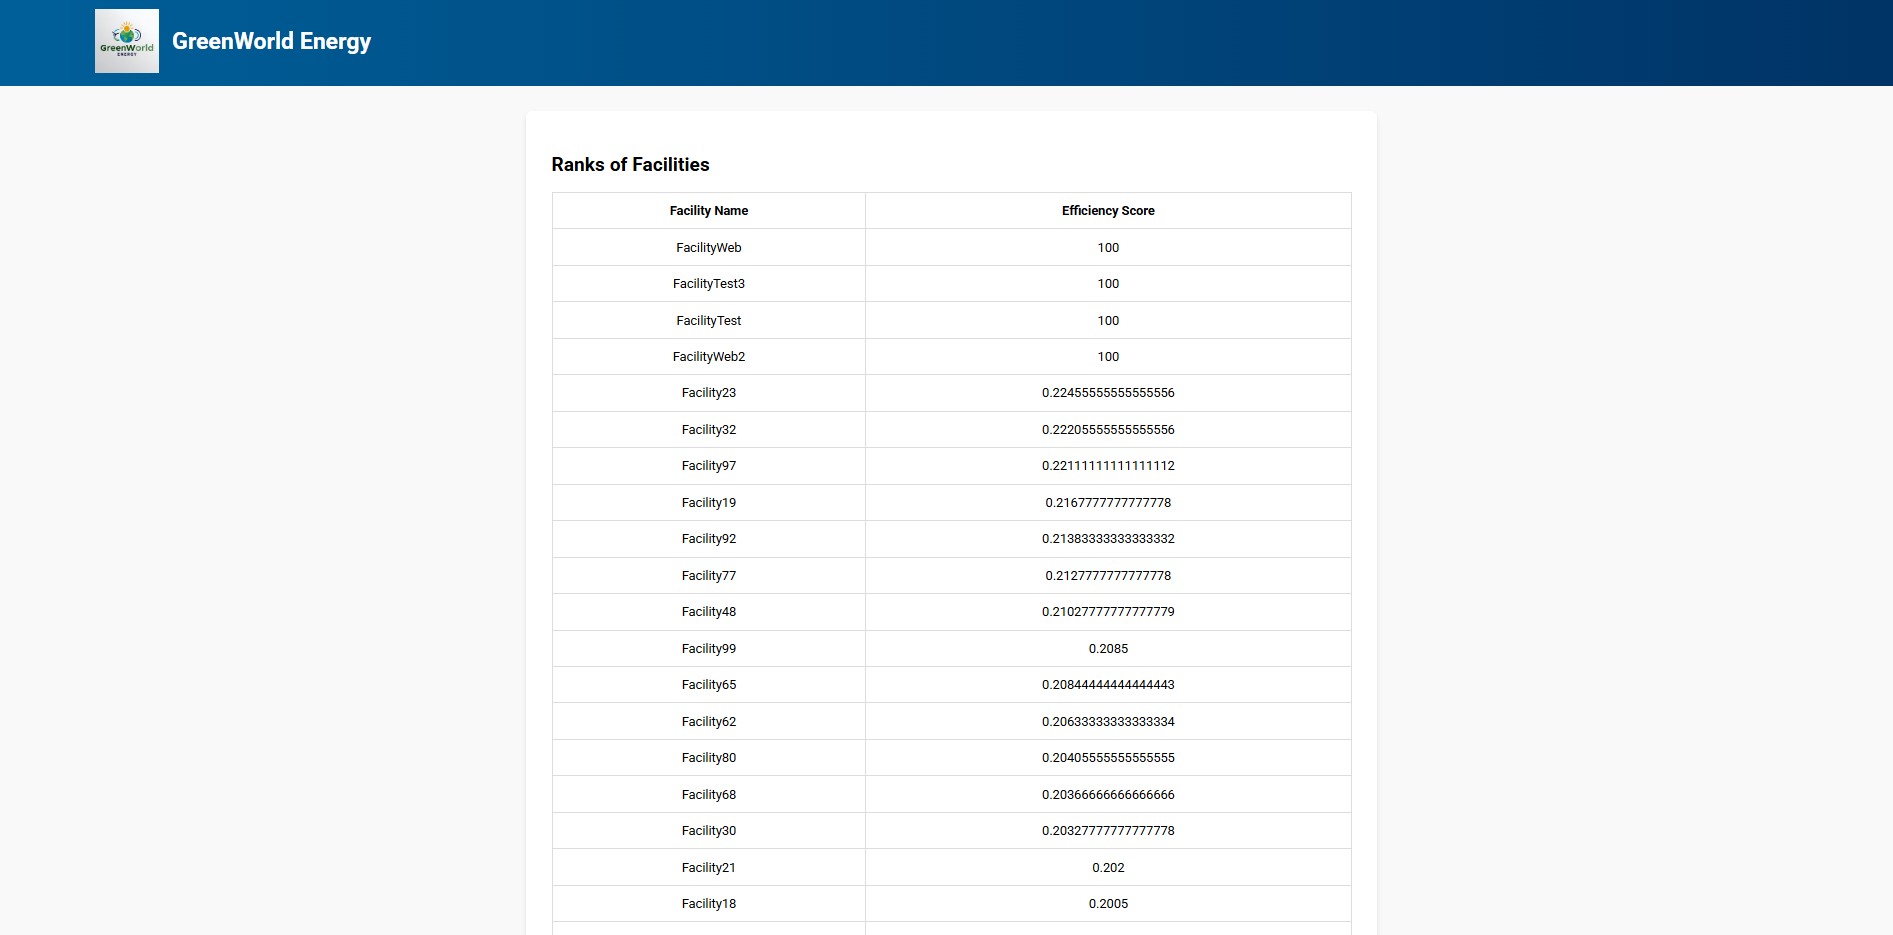 GreenWorld
ENERGY
GreenWorld Energy
Ranks of Facilities
Facility Name Efficiency Score
FacilityWeb 100
FacilityTest3 100
FacilityTest 100
FacilityWeb2 100
Facility23 0.22455555555555556
Facility32 0.22205555555555556
Facility97 0.22111111111111112
Facility19 0.2167777777777778
Facility92 0.21383333333333332
Facility77 0.2127777777777778
Facility48 0.21027777777777779
Facility99 0.2085
Facility65 0.20844444444444443
Facility62 0.20633333333333334
Facility80 0.20405555555555555
Facility68 0.20366666666666666
Facility30 0.20327777777777778
Facility21 0.202
Facility18 0.2005